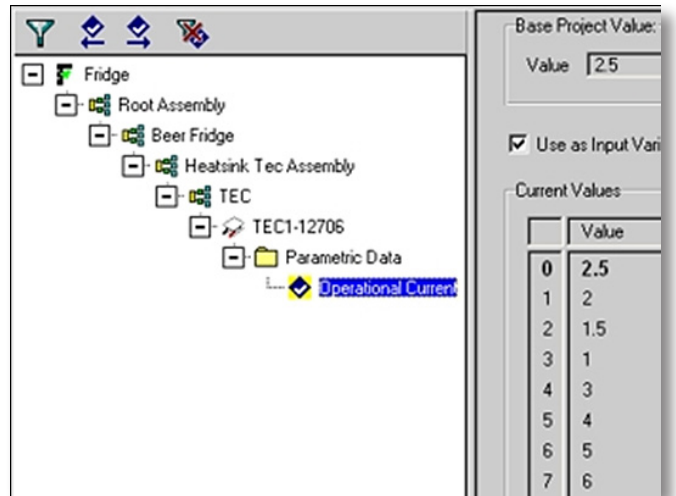 Fridge
Root Assembly
Beer Fridge
Heatsink Tec Assembly
TEC
TEC1-12706
Parametric Data
Operational Current
Base Project Value:
Value 2.5
Use as Input Vari
Current Values
Value
0 2.5
1 2
2 1.5
3 1
4 3
5 4
6 5
7 6